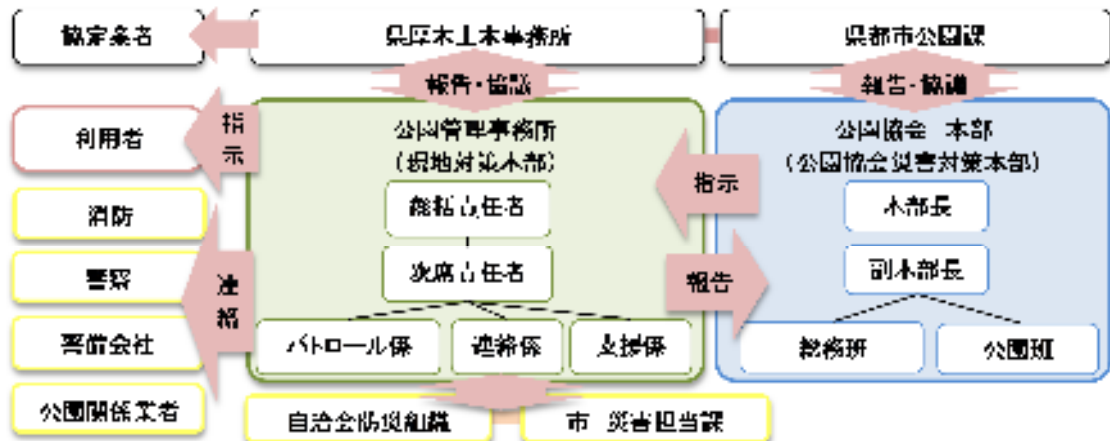 協定業者
県厚木土木事務所
県都市公園課
報告・協議
報告・協議
利用者
指示
公園管理事務所
(現地対策本部)
公園協会 本部
(公園協会災害対策本部)
指示
総括責任者
本部長
消防
次席責任者
副本部長
警察
連絡
報告
パトロール係
連絡係
支援係
総務班
公園班
警備会社
公園関係業者
自治会防災組織
市 災害担当課